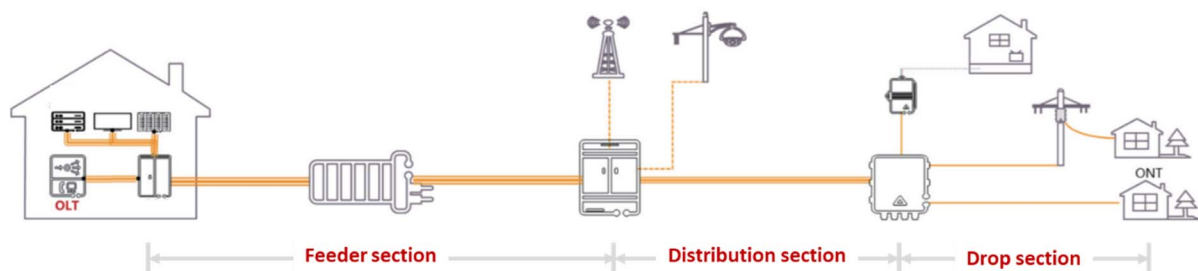 OLT
ONT
Feeder section
Distribution section
Drop section